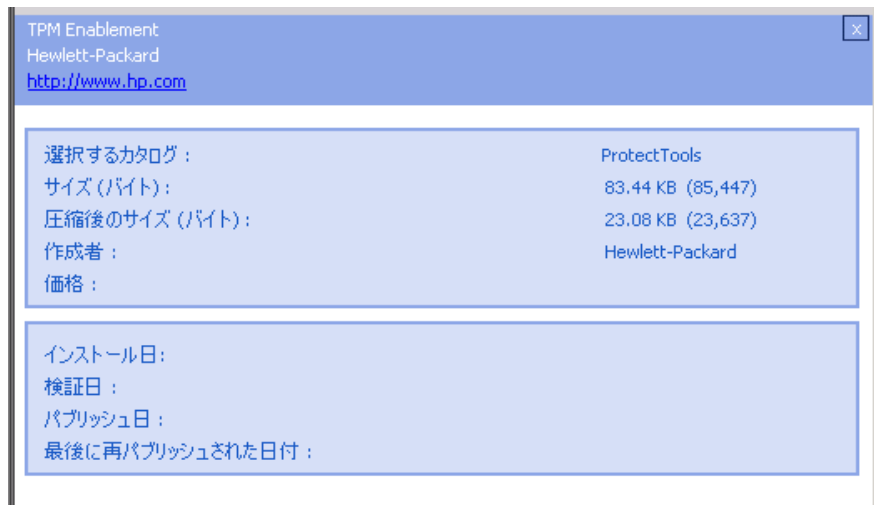 TPM Enablement
x
Hewlett-Packard
http://www.hp.com
選択するカタログ : ProtectTools
サイズ (バイト) : 83.44 KB (85,447)
圧縮後のサイズ (バイト) : 23.08 KB (23,637)
作成者 : Hewlett-Packard
価格 :
インストール日:
検証日 :
パブリッシュ日 :
最後に再パブリッシュされた日付 :